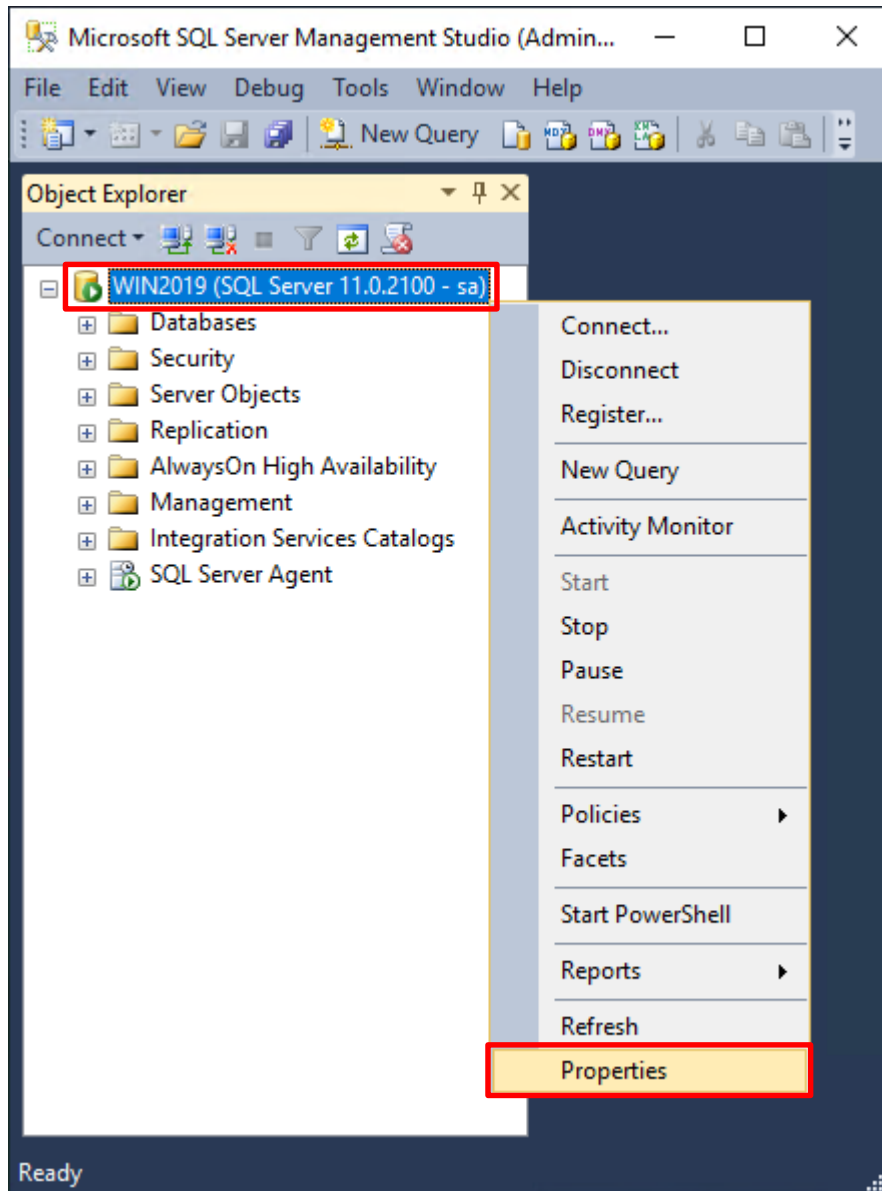 Microsoft SQL Server Management Studio (Admin...
File Edit View Debug Tools Window Help
New Query
Object Explorer
Connect
WIN2019 (SQL Server 11.0.2100 - sa)
Databases
Security
Server Objects
Replication
AlwaysOn High Availability
Management
Integration Services Catalogs
SQL Server Agent
Connect...
Disconnect
Register...
New Query
Activity Monitor
Start
Stop
Pause
Resume
Restart
Policies
Facets
Start PowerShell
Reports
Refresh
Properties
Ready